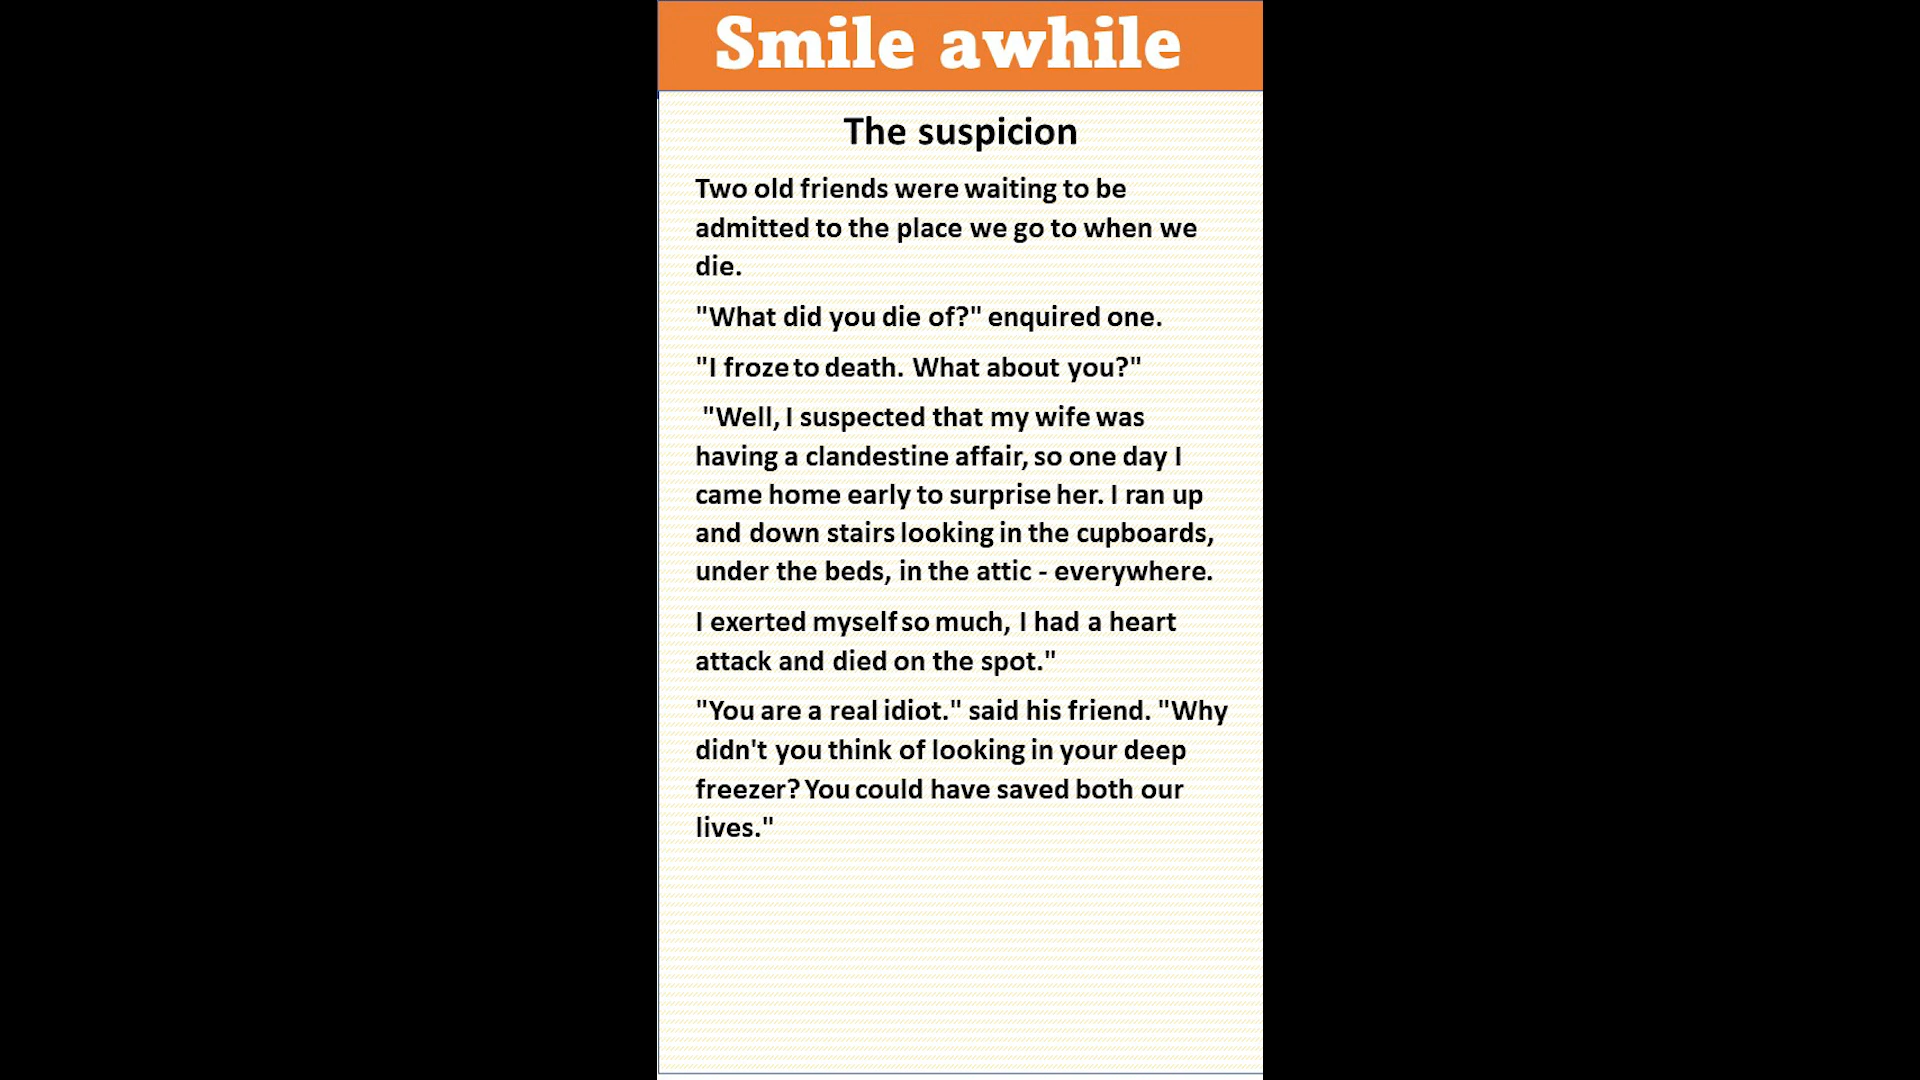 Smile awhile
The suspicion
Two old friends were waiting to be
admitted to the place we go to when we
die.
"What did you die of?" enquired one.
"I froze to death. What about you?"
"Well, I suspected that my wife was
having a clandestine affair, so one day I
came home early to surprise her. I ran up
and down stairs looking in the cupboards,
under the beds, in the attic - everywhere.
I exerted myself so much, I had a heart
attack and died on the spot."
"You are a real idiot." said his friend. "Why
didn't you think of looking in your deep
freezer? You could have saved both our
lives."